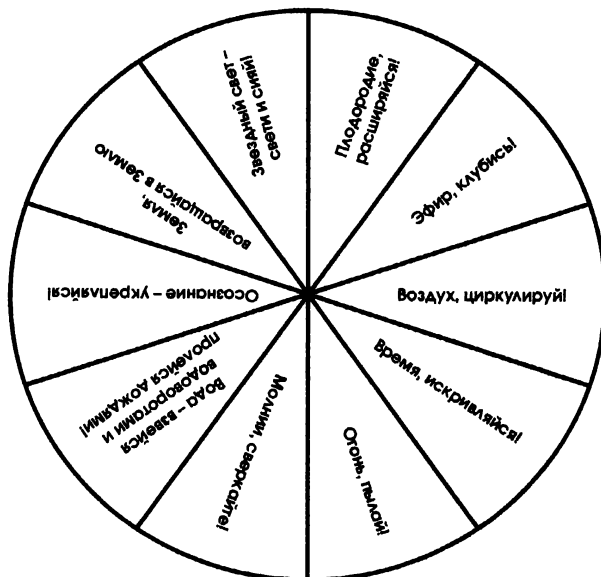 Плодородие,
расширяйся!
Эфир, клубись!
Воздух, циркулируй!
Время, искривляйся!
Огонь, пылай!
Молнии, сверкайте!
Вода – взвейся
водоворотами и
пролейся дождями!
Осознание – укрепляйся!
Земля,
возвращайся в Землю
Звездный свет –
свети и сияй!